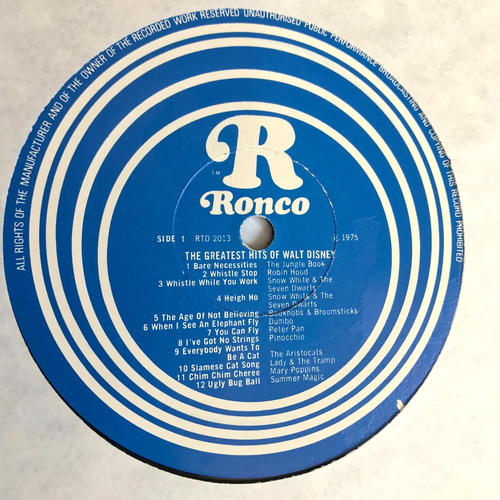 ALL RIGHTS OF THE MANUFACTURER AND OF THE OWNER OF THE RECORDED WORK RESERVED UNAUTHORISED PUBLIC PERFORMANCE BROADCASTING AND COPYING OF THIS RECORD PROHIBITED
R
TM
Ronco
SIDE 1 RTD 2013 ℗ 1975
THE GREATEST HITS OF WALT DISNEY
1 Bare Necessities The Jungle Book
2 Whistle Stop Robin Hood
3 Whistle While You Work Snow White & The
Seven Dwarfs
4 Heigh Ho Snow White & The
Seven Dwarfs
5 The Age Of Not Believing Bedknobs & Broomsticks
6 When I See An Elephant Fly Dumbo
7 You Can Fly Peter Pan
8 I've Got No Strings Pinocchio
9 Everybody Wants To
Be A Cat The Aristocats
10 Siamese Cat Song Lady & The Tramp
11 Chim Chim Cheree Mary Poppins
12 Ugly Bug Ball Summer Magic